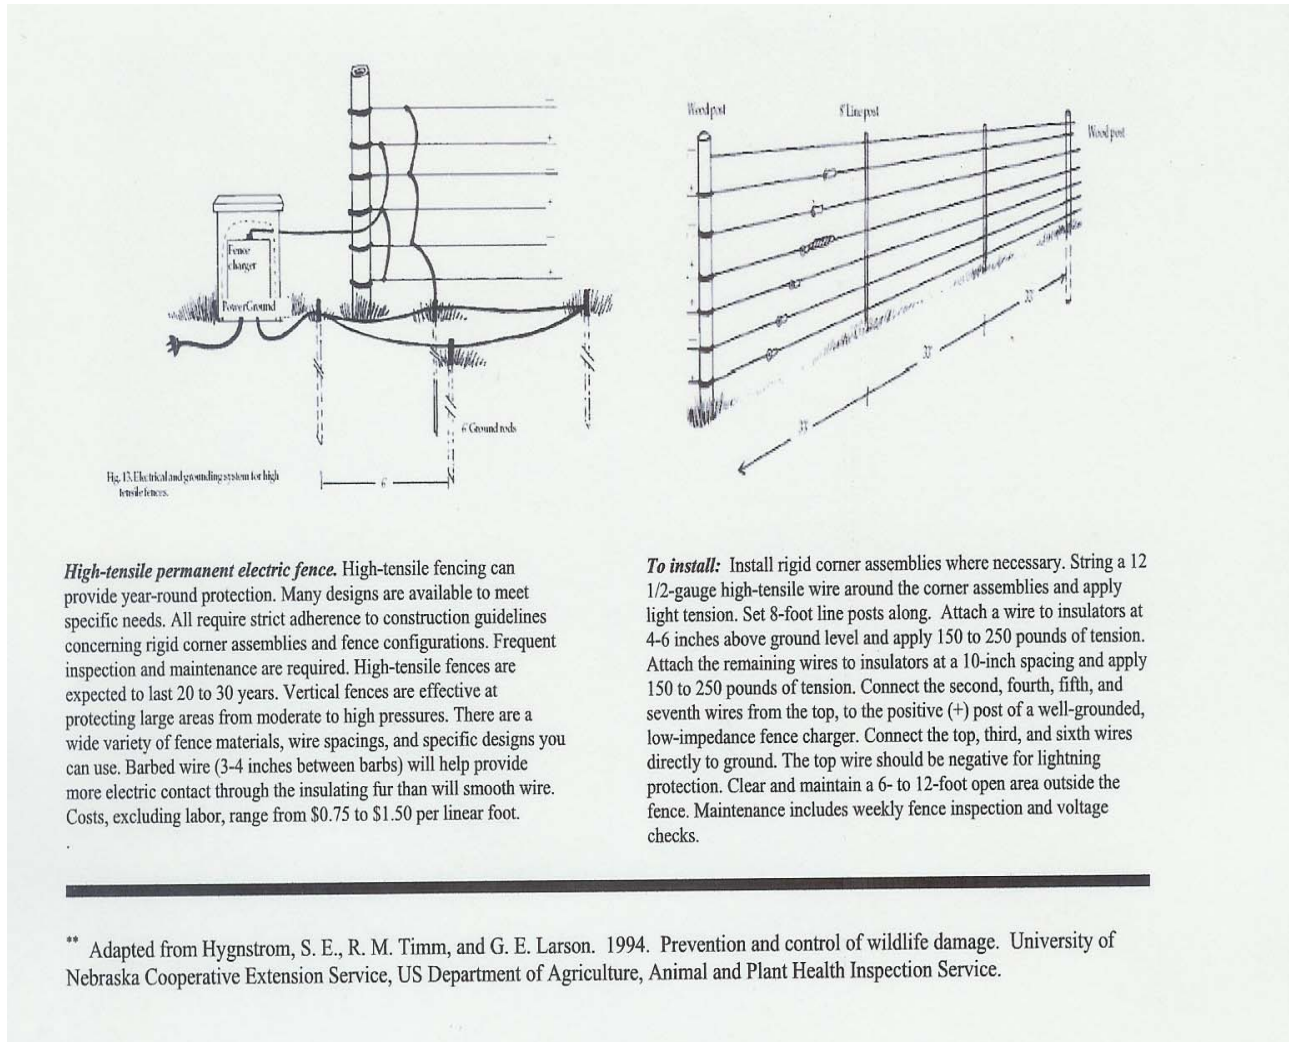 Wood post
8' Line post
Wood post
Fence
charger
Power Ground
33'
33'
33'
6' Ground rods
6'
Fig. 13. Electrical and grounding system for high
tensile fences.
High-tensile permanent electric fence. High-tensile fencing can
provide year-round protection. Many designs are available to meet
specific needs. All require strict adherence to construction guidelines
concerning rigid corner assemblies and fence configurations. Frequent
inspection and maintenance are required. High-tensile fences are
expected to last 20 to 30 years. Vertical fences are effective at
protecting large areas from moderate to high pressures. There are a
wide variety of fence materials, wire spacings, and specific designs you
can use. Barbed wire (3-4 inches between barbs) will help provide
more electric contact through the insulating fur than will smooth wire.
Costs, excluding labor, range from $0.75 to $1.50 per linear foot.
To install: Install rigid corner assemblies where necessary. String a 12
1/2-gauge high-tensile wire around the corner assemblies and apply
light tension. Set 8-foot line posts along. Attach a wire to insulators at
4-6 inches above ground level and apply 150 to 250 pounds of tension.
Attach the remaining wires to insulators at a 10-inch spacing and apply
150 to 250 pounds of tension. Connect the second, fourth, fifth, and
seventh wires from the top, to the positive (+) post of a well-grounded,
low-impedance fence charger. Connect the top, third, and sixth wires
directly to ground. The top wire should be negative for lightning
protection. Clear and maintain a 6- to 12-foot open area outside the
fence. Maintenance includes weekly fence inspection and voltage
checks.
** Adapted from Hygnstrom, S. E., R. M. Timm, and G. E. Larson. 1994. Prevention and control of wildlife damage. University of
Nebraska Cooperative Extension Service, US Department of Agriculture, Animal and Plant Health Inspection Service.